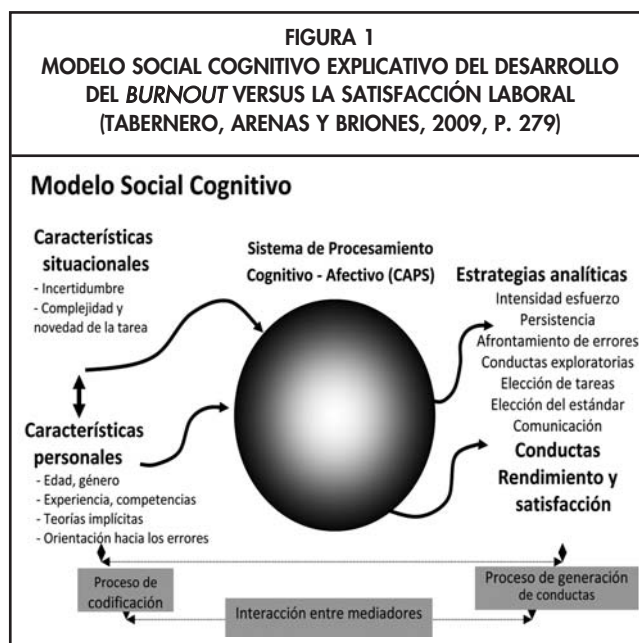 FIGURA 1
MODELO SOCIAL COGNITIVO EXPLICATIVO DEL DESARROLLO
DEL BURNOUT VERSUS LA SATISFACCIÓN LABORAL
(TABERNERO, ARENAS Y BRIONES, 2009, P. 279)
Modelo Social Cognitivo
Características
situacionales
- Incertidumbre
- Complejidad y
novedad de la tarea
Características
personales
- Edad, género
- Experiencia, competencias
- Teorías implícitas
- Orientación hacia los errores
Sistema de Procesamiento
Cognitivo - Afectivo (CAPS)
Estrategias analíticas
Intensidad esfuerzo
Persistencia
Afrontamiento de errores
Conductas exploratorias
Elección de tareas
Elección del estándar
Comunicación
Conductas
Rendimiento y
satisfacción
Proceso de
codificación
Interacción entre mediadores
Proceso de generación
de conductas